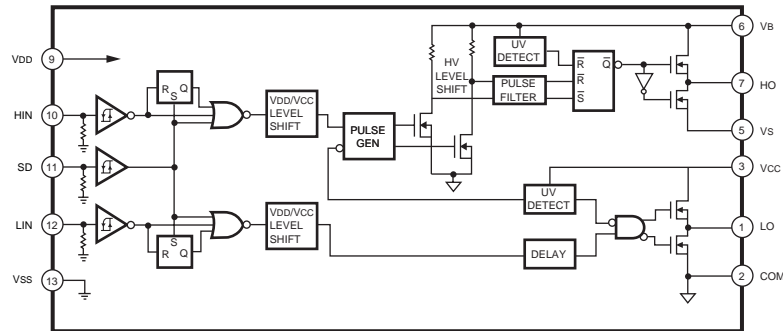 VDD
9
HIN
10
SD
11
LIN
12
VSS
13
R Q
S
S
R Q
VDD/VCC
LEVEL
SHIFT
VDD/VCC
LEVEL
SHIFT
PULSE
GEN
HV
LEVEL
SHIFT
UV
DETECT
PULSE
FILTER
R̅ Q̅
R̅
S̅
UV
DETECT
DELAY
6
VB
7
HO
5
VS
3
VCC
1
LO
2
COM